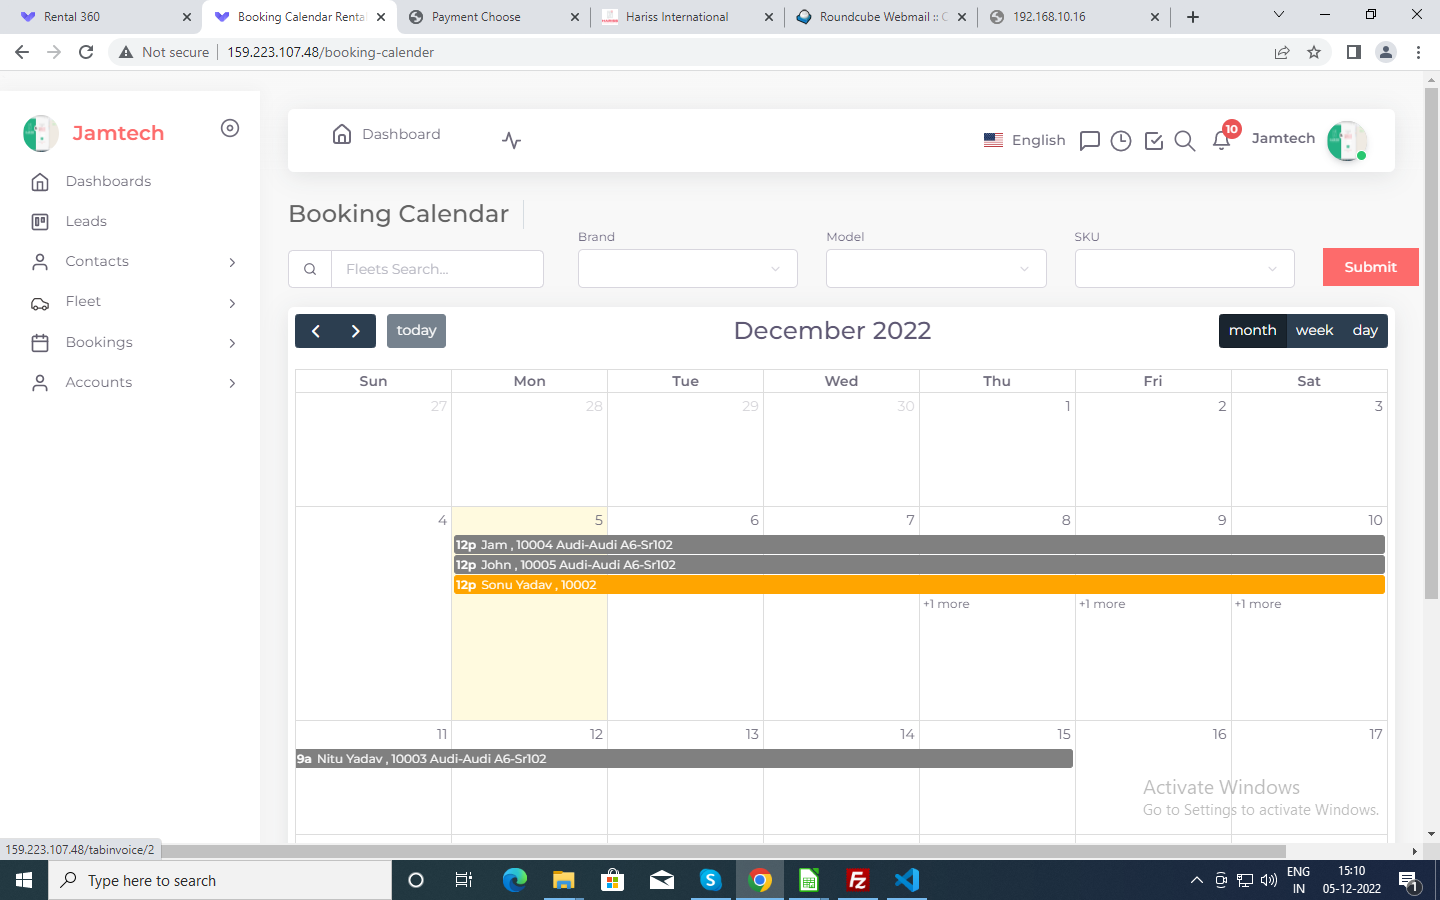 Rental 360
Booking Calendar Renta
Payment Choose
Hariss International
Roundcube Webmail :: C
192.168.10.16
Not secure
159.223.107.48/booking-calender
Jamtech
Dashboard
English
10
Jamtech
Dashboards
Leads
Contacts
Fleet
Bookings
Accounts
Booking Calendar
Brand
Model
SKU
Fleets Search...
Submit
today
December 2022
month week day
Sun Mon Tue Wed Thu Fri Sat
27 28 29 30 1 2 3
4 5 6 7 8 9 10
12p Jam , 10004 Audi-Audi A6-Sr102
12p John , 10005 Audi-Audi A6-Sr102
12p Sonu Yadav , 10002
+1 more +1 more +1 more
11 12 13 14 15 16 17
9a Nitu Yadav , 10003 Audi-Audi A6-Sr102
Activate Windows
Go to Settings to activate Windows.
159.223.107.48/tabinvoice/2
Type here to search
ENG
IN
15:10
05-12-2022
1